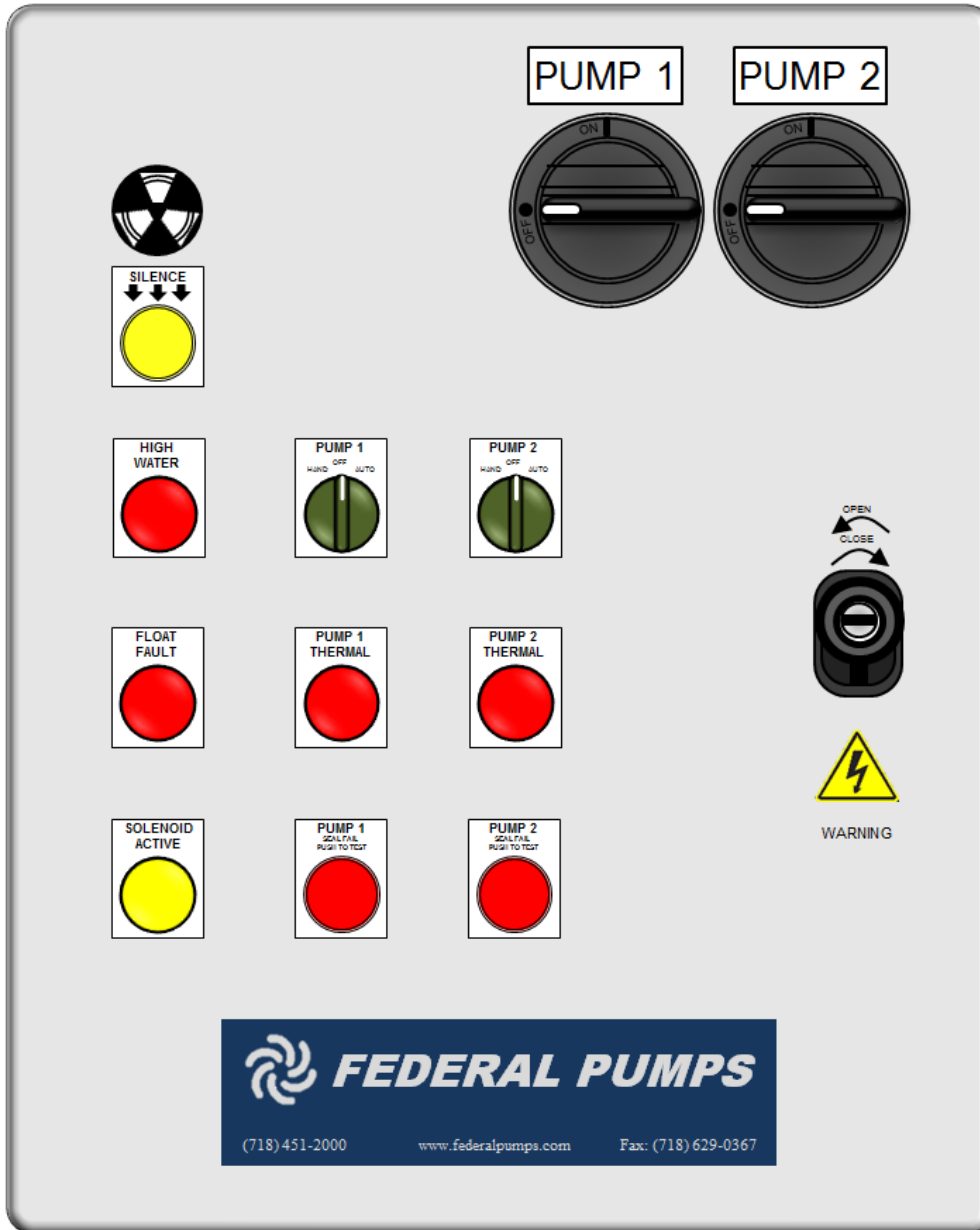 PUMP 1
PUMP 2
ON
OFF
ON
OFF
SILENCE
HIGH
WATER
PUMP 1
OFF
HAND AUTO
PUMP 2
OFF
HAND AUTO
OPEN
CLOSE
FLOAT
FAULT
PUMP 1
THERMAL
PUMP 2
THERMAL
WARNING
SOLENOID
ACTIVE
PUMP 1
SEAL FAIL
PUSH TO TEST
PUMP 2
SEAL FAIL
PUSH TO TEST
FEDERAL PUMPS
(718) 451-2000 www.federalpumps.com Fax: (718) 629-0367